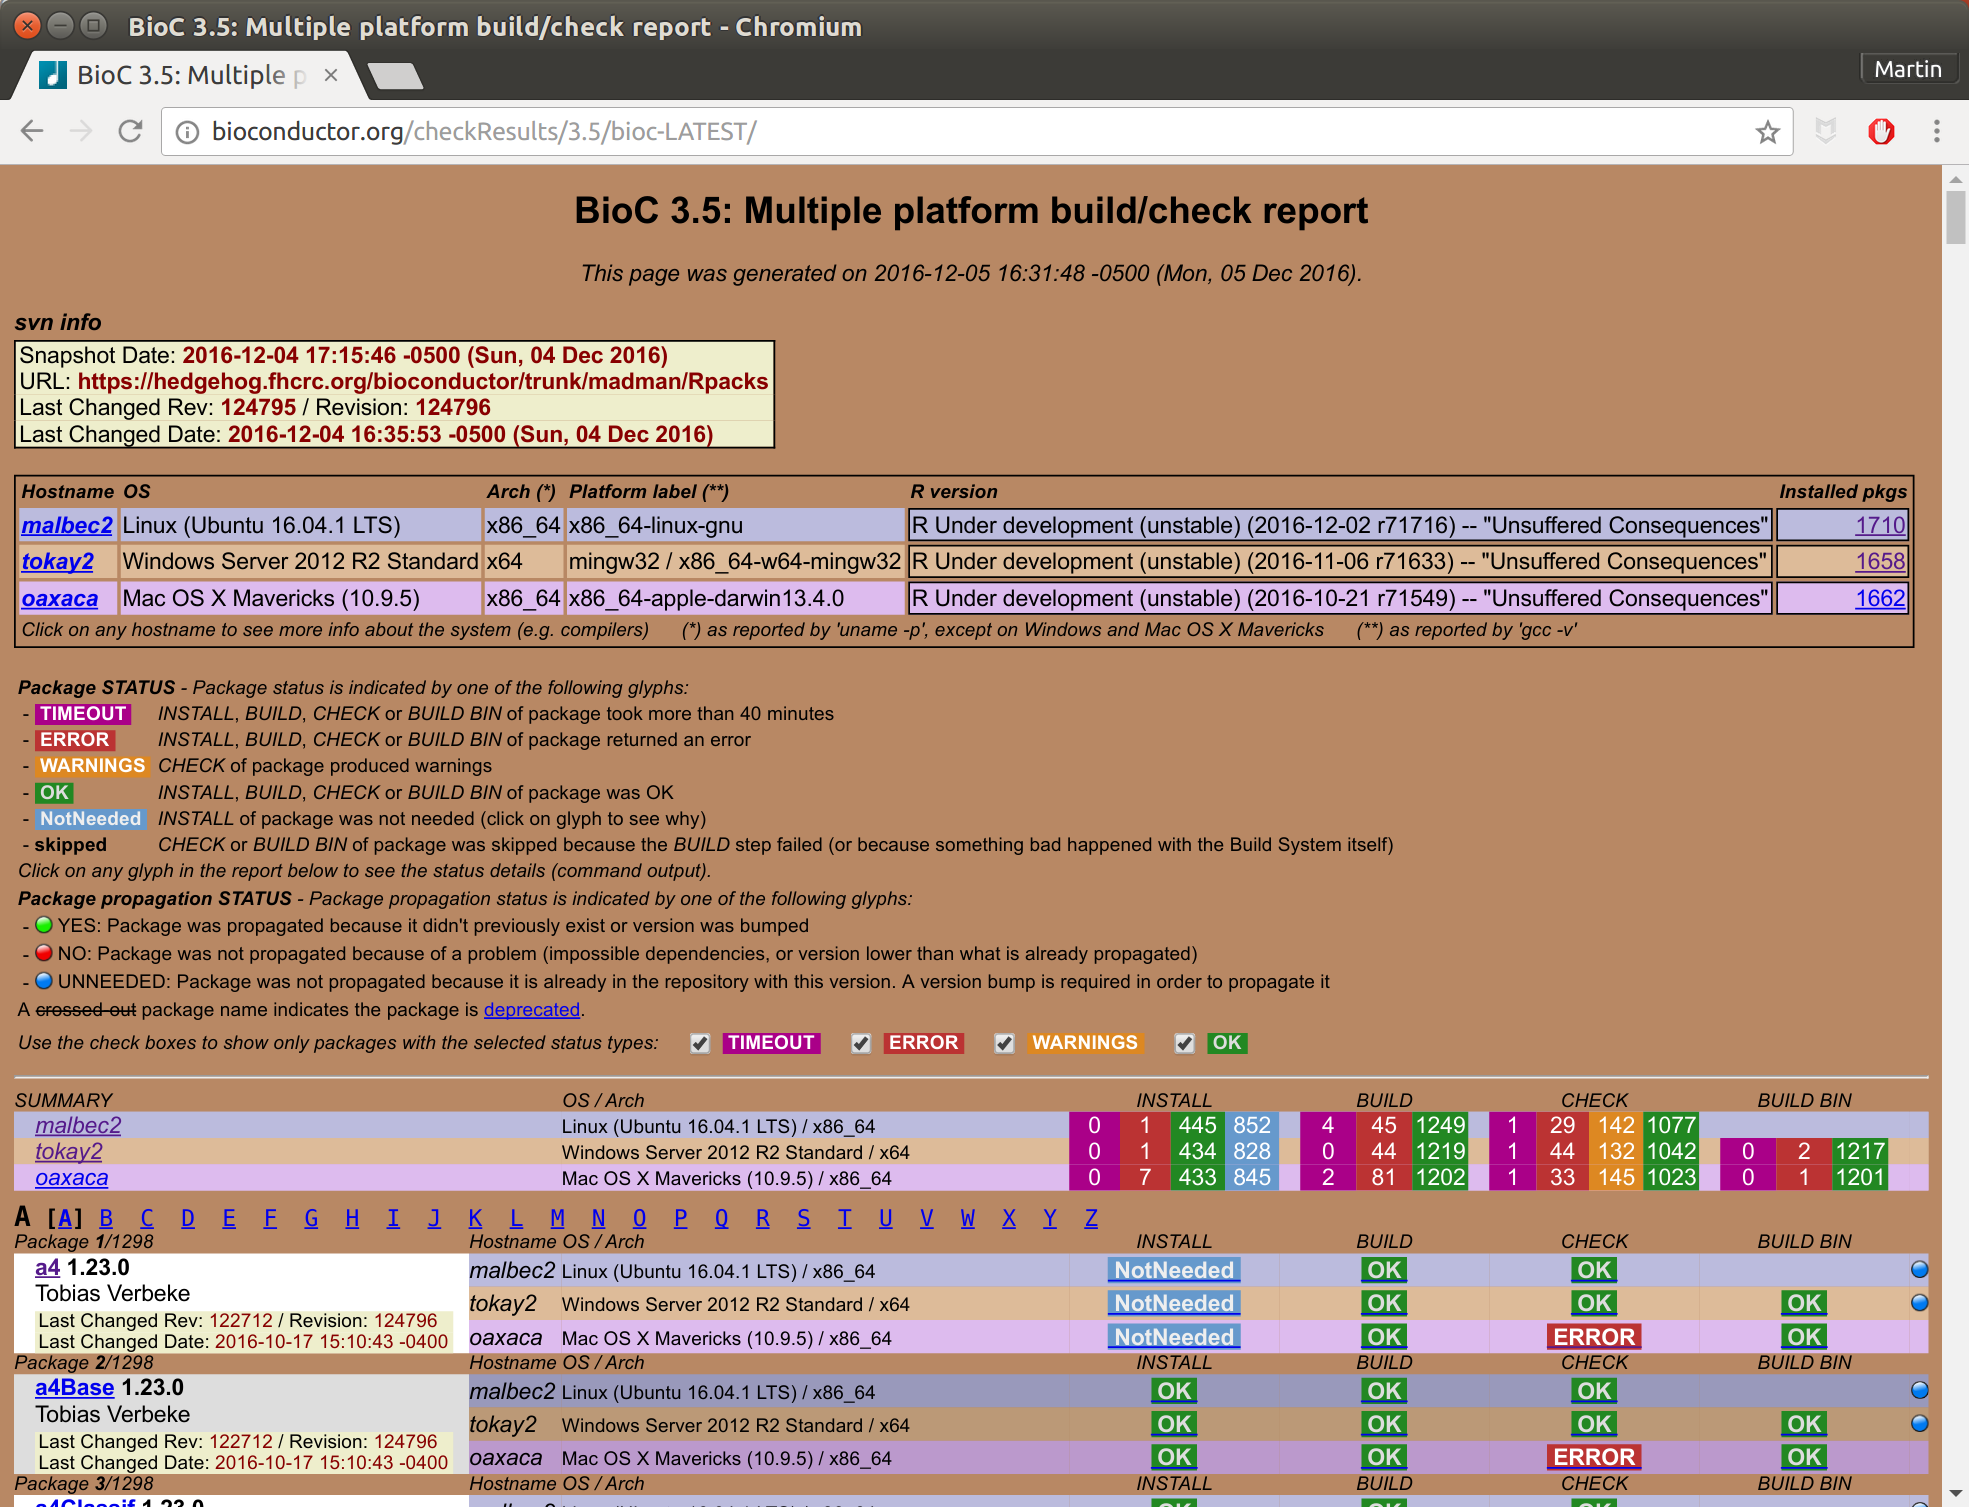 BioC 3.5: Multiple platform build/check report - Chromium
BioC 3.5: Multiple p
Martin
bioconductor.org/checkResults/3.5/bioc-LATEST/
BioC 3.5: Multiple platform build/check report
This page was generated on 2016-12-05 16:31:48 -0500 (Mon, 05 Dec 2016).
svn info
Snapshot Date: 2016-12-04 17:15:46 -0500 (Sun, 04 Dec 2016)
URL: https://hedgehog.fhcrc.org/bioconductor/trunk/madman/Rpacks
Last Changed Rev: 124795 / Revision: 124796
Last Changed Date: 2016-12-04 16:35:53 -0500 (Sun, 04 Dec 2016)
Hostname OS Arch (*) Platform label (**) R version Installed pkgs
malbec2 Linux (Ubuntu 16.04.1 LTS) x86_64 x86_64-linux-gnu R Under development (unstable) (2016-12-02 r71716) -- "Unsuffered Consequences" 1710
tokay2 Windows Server 2012 R2 Standard x64 mingw32 / x86_64-w64-mingw32 R Under development (unstable) (2016-11-06 r71633) -- "Unsuffered Consequences" 1658
oaxaca Mac OS X Mavericks (10.9.5) x86_64 x86_64-apple-darwin13.4.0 R Under development (unstable) (2016-10-21 r71549) -- "Unsuffered Consequences" 1662
Click on any hostname to see more info about the system (e.g. compilers) (*) as reported by 'uname -p', except on Windows and Mac OS X Mavericks (**) as reported by 'gcc -v'
Package STATUS - Package status is indicated by one of the following glyphs:
- TIMEOUT INSTALL, BUILD, CHECK or BUILD BIN of package took more than 40 minutes
- ERROR INSTALL, BUILD, CHECK or BUILD BIN of package returned an error
- WARNINGS CHECK of package produced warnings
- OK INSTALL, BUILD, CHECK or BUILD BIN of package was OK
- NotNeeded INSTALL of package was not needed (click on glyph to see why)
- skipped CHECK or BUILD BIN of package was skipped because the BUILD step failed (or because something bad happened with the Build System itself)
Click on any glyph in the report below to see the status details (command output).
Package propagation STATUS - Package propagation status is indicated by one of the following glyphs:
- YES: Package was propagated because it didn't previously exist or version was bumped
- NO: Package was not propagated because of a problem (impossible dependencies, or version lower than what is already propagated)
- UNNEEDED: Package was not propagated because it is already in the repository with this version. A version bump is required in order to propagate it
A crossed-out package name indicates the package is deprecated.
Use the check boxes to show only packages with the selected status types: TIMEOUT ERROR WARNINGS OK
SUMMARY OS / Arch INSTALL BUILD CHECK BUILD BIN
malbec2 Linux (Ubuntu 16.04.1 LTS) / x86_64 0 1 445 852 4 45 1249 1 29 142 1077
tokay2 Windows Server 2012 R2 Standard / x64 0 1 434 828 0 44 1219 1 44 132 1042 0 2 1217
oaxaca Mac OS X Mavericks (10.9.5) / x86_64 0 7 433 845 2 81 1202 1 33 145 1023 0 1 1201
A [A] B C D E F G H I J K L M N O P Q R S T U V W X Y Z
Package 1/1298 Hostname OS / Arch INSTALL BUILD CHECK BUILD BIN
a4 1.23.0
Tobias Verbeke
Last Changed Rev: 122712 / Revision: 124796
Last Changed Date: 2016-10-17 15:10:43 -0400
malbec2 Linux (Ubuntu 16.04.1 LTS) / x86_64 NotNeeded OK OK
tokay2 Windows Server 2012 R2 Standard / x64 NotNeeded OK OK OK
oaxaca Mac OS X Mavericks (10.9.5) / x86_64 NotNeeded OK ERROR OK
Package 2/1298 Hostname OS / Arch INSTALL BUILD CHECK BUILD BIN
a4Base 1.23.0
Tobias Verbeke
Last Changed Rev: 122712 / Revision: 124796
Last Changed Date: 2016-10-17 15:10:43 -0400
malbec2 Linux (Ubuntu 16.04.1 LTS) / x86_64 OK OK OK
tokay2 Windows Server 2012 R2 Standard / x64 OK OK OK OK
oaxaca Mac OS X Mavericks (10.9.5) / x86_64 OK OK ERROR OK
Package 3/1298 Hostname OS / Arch INSTALL BUILD CHECK BUILD BIN
a4Classif 1.23.0